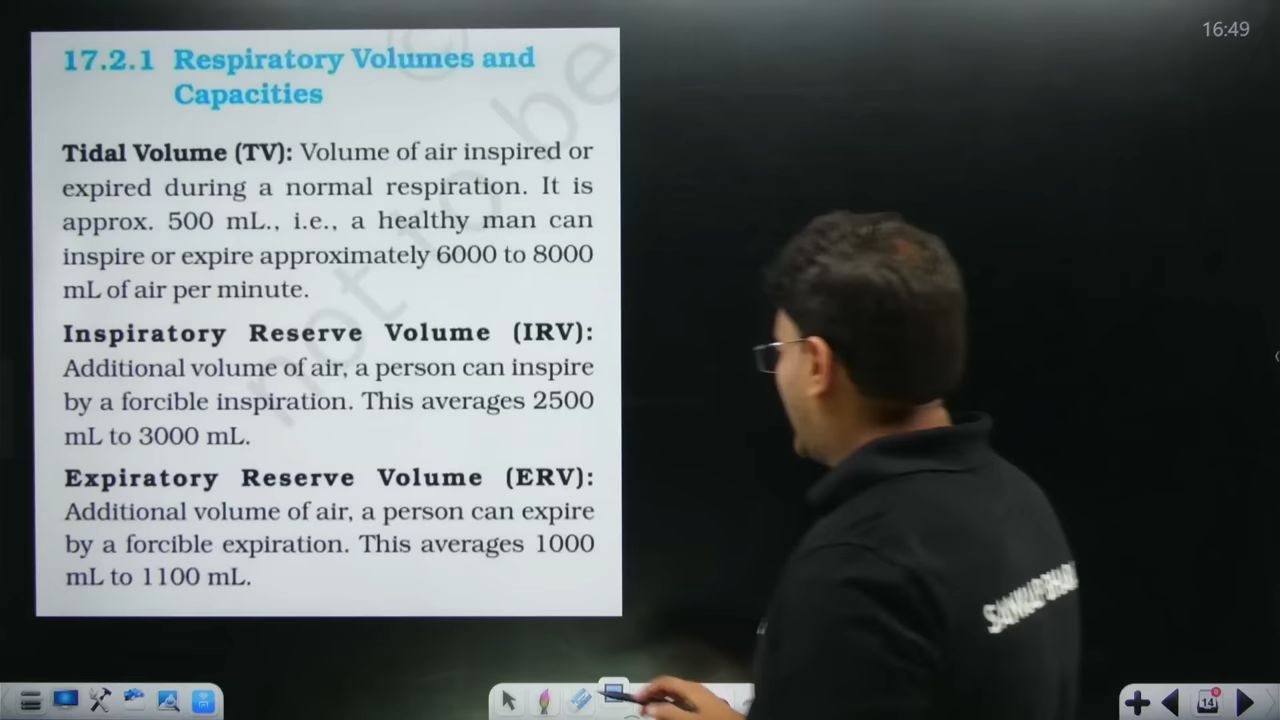 16:49
17.2.1 Respiratory Volumes and
Capacities
Tidal Volume (TV): Volume of air inspired or
expired during a normal respiration. It is
approx. 500 mL., i.e., a healthy man can
inspire or expire approximately 6000 to 8000
mL of air per minute.
Inspiratory Reserve Volume (IRV):
Additional volume of air, a person can inspire
by a forcible inspiration. This averages 2500
mL to 3000 mL.
Expiratory Reserve Volume (ERV):
Additional volume of air, a person can expire
by a forcible expiration. This averages 1000
mL to 1100 mL.
© not to be
14